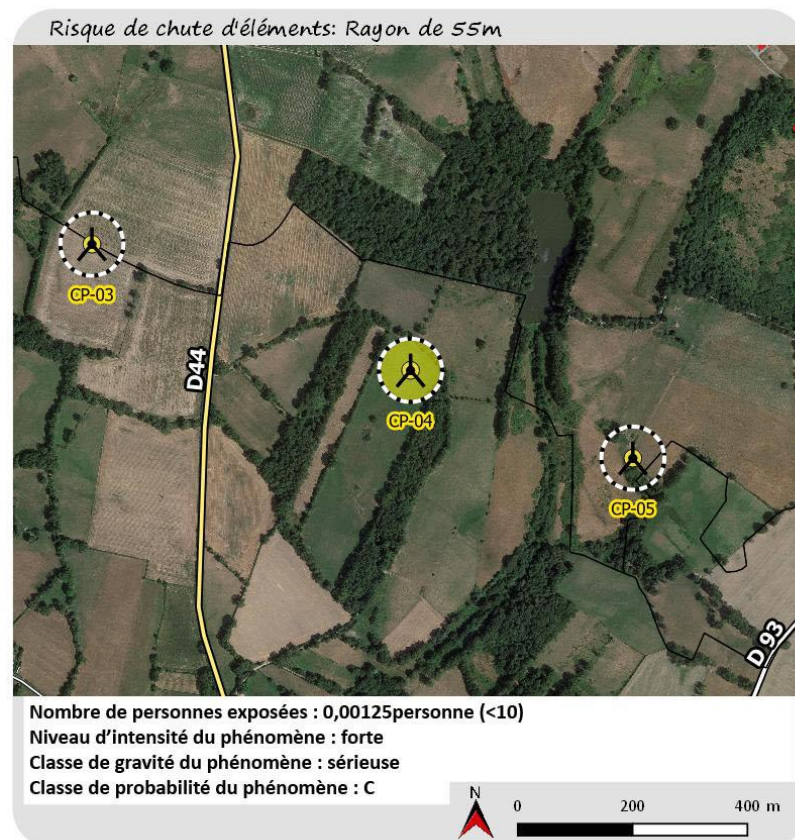 Risque de chute d'éléments: Rayon de 55m
CP-03
D44
CP-04
CP-05
D 93
Nombre de personnes exposées : 0,00125personne (<10)
Niveau d'intensité du phénomène : forte
Classe de gravité du phénomène : sérieuse
Classe de probabilité du phénomène : C
N
0 200 400 m